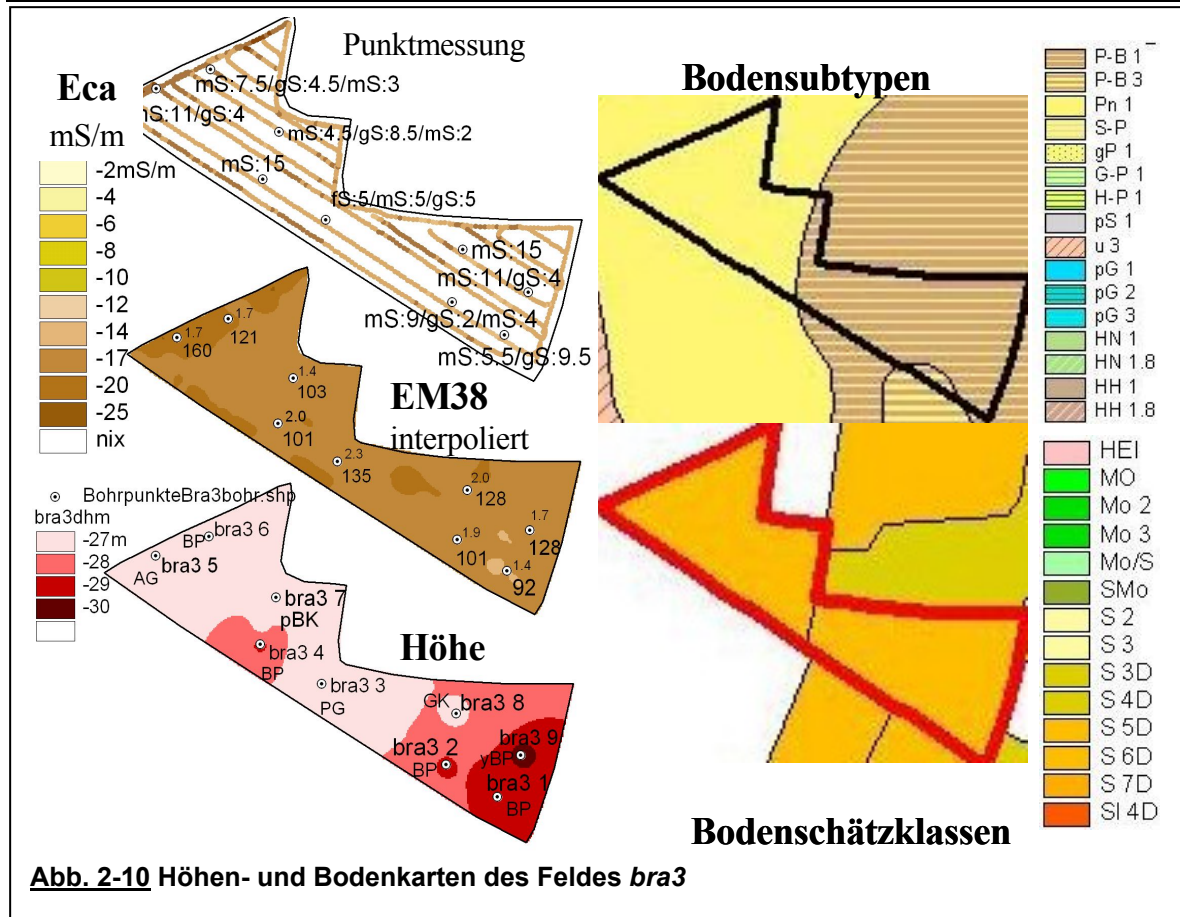 Punktmessung
Eca
mS/m
-2mS/m
-4
-6
-8
-10
-12
-14
-17
-20
-25
nix
mS:7.5/gS:4.5/mS:3
mS:11/gS:4
mS:4.5/gS:8.5/mS:2
mS:15
fS:5/mS:5/gS:5
mS:15
mS:11/gS:4
mS:9/gS:2/mS:4
mS:5.5/gS:9.5
EM38
interpoliert
1.7
160
1.7
121
1.4
103
2.0
101
2.3
135
2.0
128
1.9
101
1.7
128
1.4
92
BohrpunkteBra3bohr.shp
bra3dhm
-27m
-28
-29
-30
Höhe
BP bra3 6
bra3 5
AG
bra3 7
pBK
bra3 4
BP
bra3 3
PG
GK bra3 8
bra3 9
yBP
bra3 2
BP
bra3 1
BP
Bodensubtypen
P-B 1
P-B 3
Pn 1
S-P
gP 1
G-P 1
H-P 1
pS 1
u 3
pG 1
pG 2
pG 3
HN 1
HN 1.8
HH 1
HH 1.8
HEI
MO
Mo 2
Mo 3
Mo/S
SMo
S 2
S 3
S 3D
S 4D
S 5D
S 6D
S 7D
Sl 4D
Bodenschätzklassen
Abb. 2-10 Höhen- und Bodenkarten des Feldes bra3